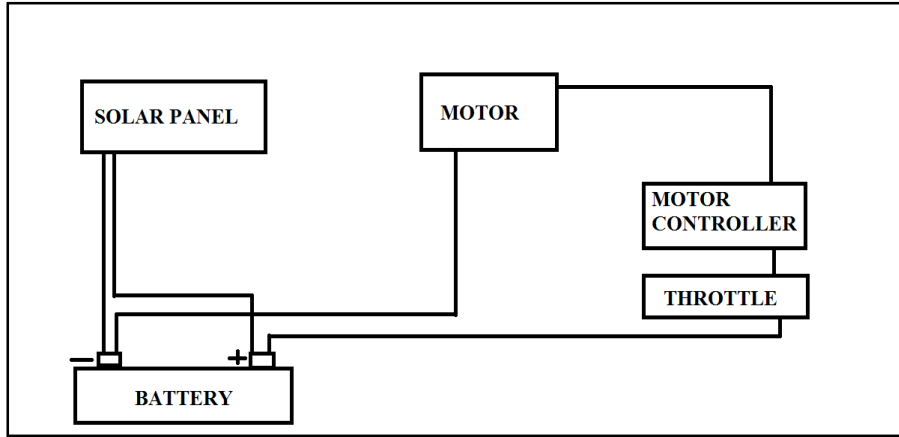 SOLAR PANEL
MOTOR
MOTOR
CONTROLLER
THROTTLE
− +
BATTERY